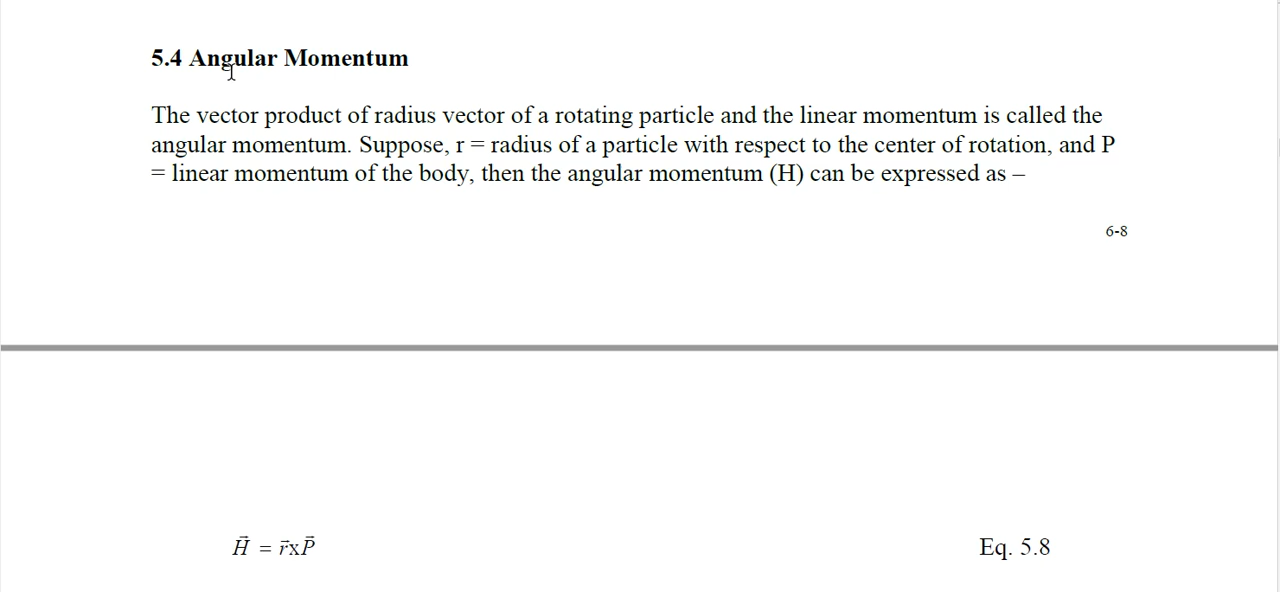 5.4 Angular Momentum
The vector product of radius vector of a rotating particle and the linear momentum is called the
angular momentum. Suppose, r = radius of a particle with respect to the center of rotation, and P
= linear momentum of the body, then the angular momentum (H) can be expressed as –
6-8
H⃗ = r⃗xP⃗ Eq. 5.8